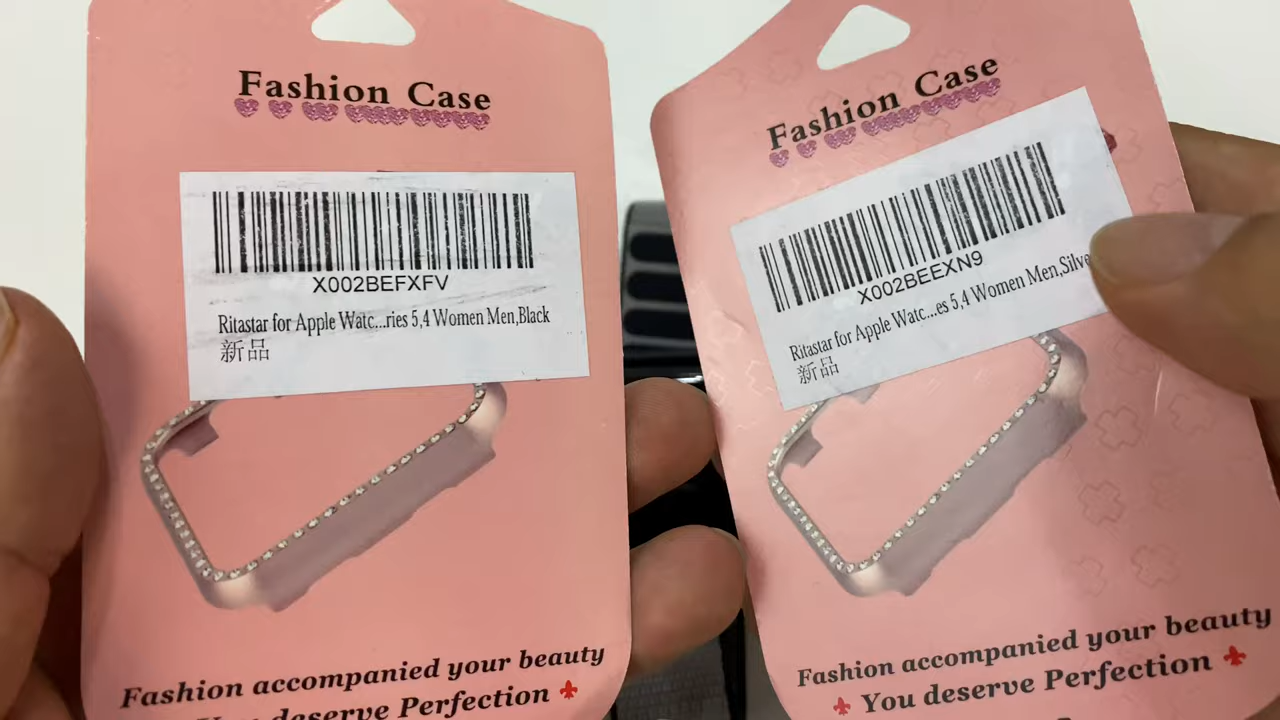 Fashion Case
X002BEFXFV
Ritastar for Apple Watc...ries 5,4 Women Men,Black
新品
Fashion accompanied your beauty
You deserve Perfection
Fashion Case
X002BEEXN9
Ritastar for Apple Watc...es 5,4 Women Men,Silve
新品
Fashion accompanied your beauty
You deserve Perfection